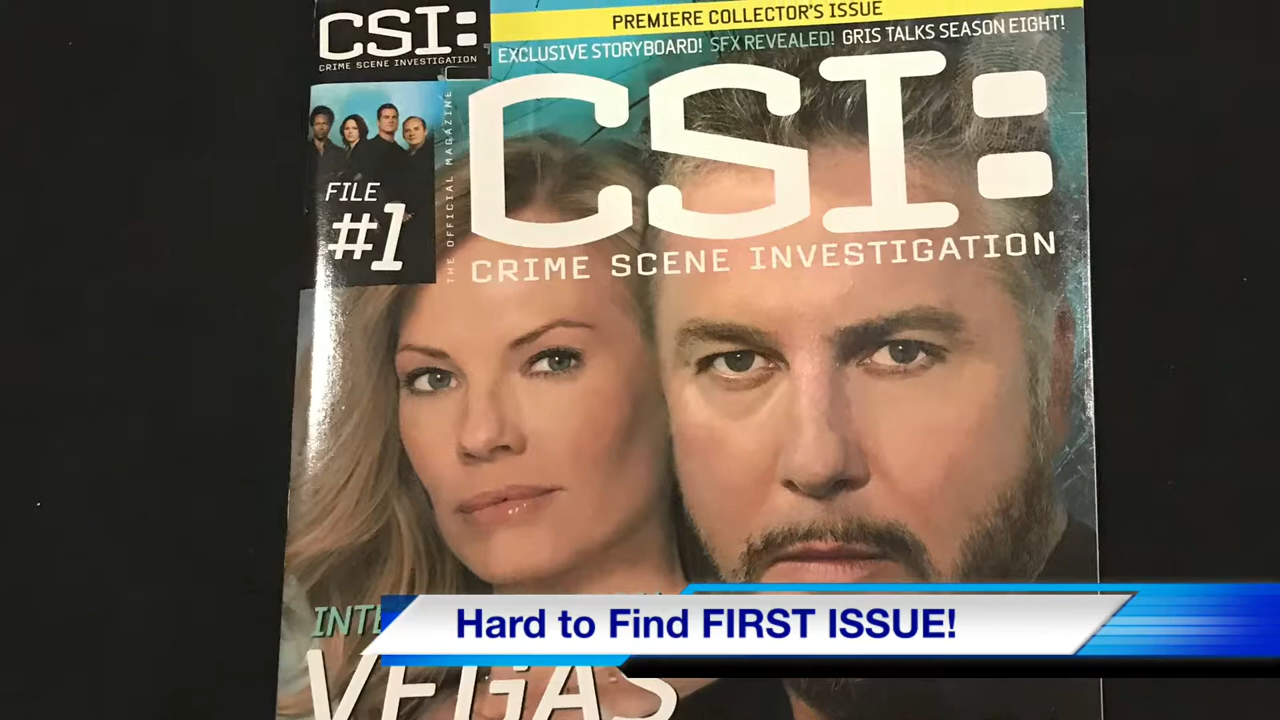 CSI:
CRIME SCENE INVESTIGATION
PREMIERE COLLECTOR'S ISSUE
EXCLUSIVE STORYBOARD! SFX REVEALED! GRIS TALKS SEASON EIGHT!
FILE
#1
THE OFFICIAL MAGAZINE
CSI:
CRIME SCENE INVESTIGATION
VEGAS
Hard to Find FIRST ISSUE!